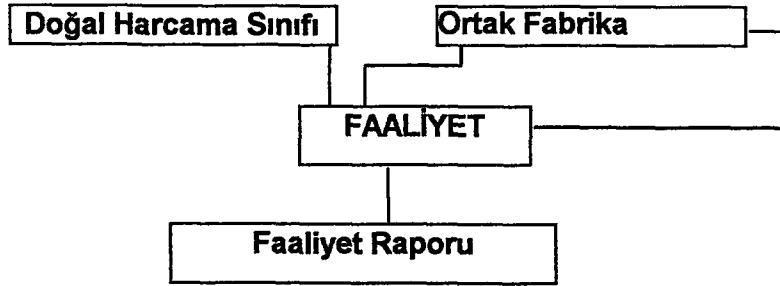 Doğal Harcama Sınıfı
Ortak Fabrika
FAALİYET
Faaliyet Raporu